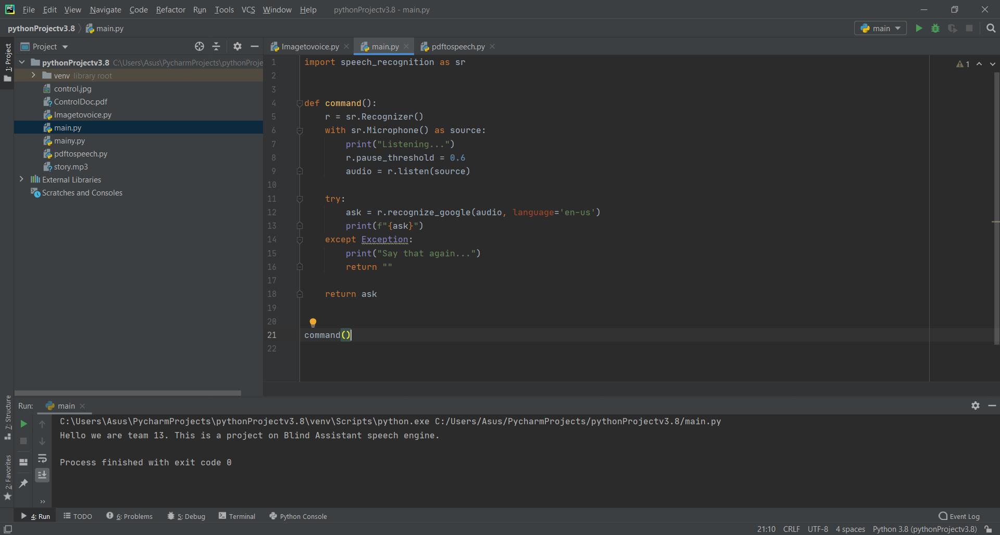 PC File Edit View Navigate Code Refactor Run Tools VCS Window Help pythonProjectv3.8 - main.py
pythonProjectv3.8 main.py main
1: Project
Project
Imagetovoice.py main.py pdftospeech.py
pythonProjectv3.8 C:\Users\Asus\PycharmProjects\pythonProje
venv library root
control.jpg
ControlDoc.pdf
Imagetovoice.py
main.py
mainy.py
pdftospeech.py
story.mp3
External Libraries
Scratches and Consoles
1 import speech_recognition as sr
2
3
4 def command():
5 r = sr.Recognizer()
6 with sr.Microphone() as source:
7 print("Listening...")
8 r.pause_threshold = 0.6
9 audio = r.listen(source)
10
11 try:
12 ask = r.recognize_google(audio, language='en-us')
13 print(f"{ask}")
14 except Exception:
15 print("Say that again...")
16 return ""
17
18 return ask
19
20
21 command()
22
1
7: Structure
2: Favorites
Run: main
C:\Users\Asus\PycharmProjects\pythonProjectv3.8\venv\Scripts\python.exe C:/Users/Asus/PycharmProjects/pythonProjectv3.8/main.py
Hello we are team 13. This is a project on Blind Assistant speech engine.
Process finished with exit code 0
4: Run TODO 6: Problems 5: Debug Terminal Python Console Event Log
21:10 CRLF UTF-8 4 spaces Python 3.8 (pythonProjectv3.8)